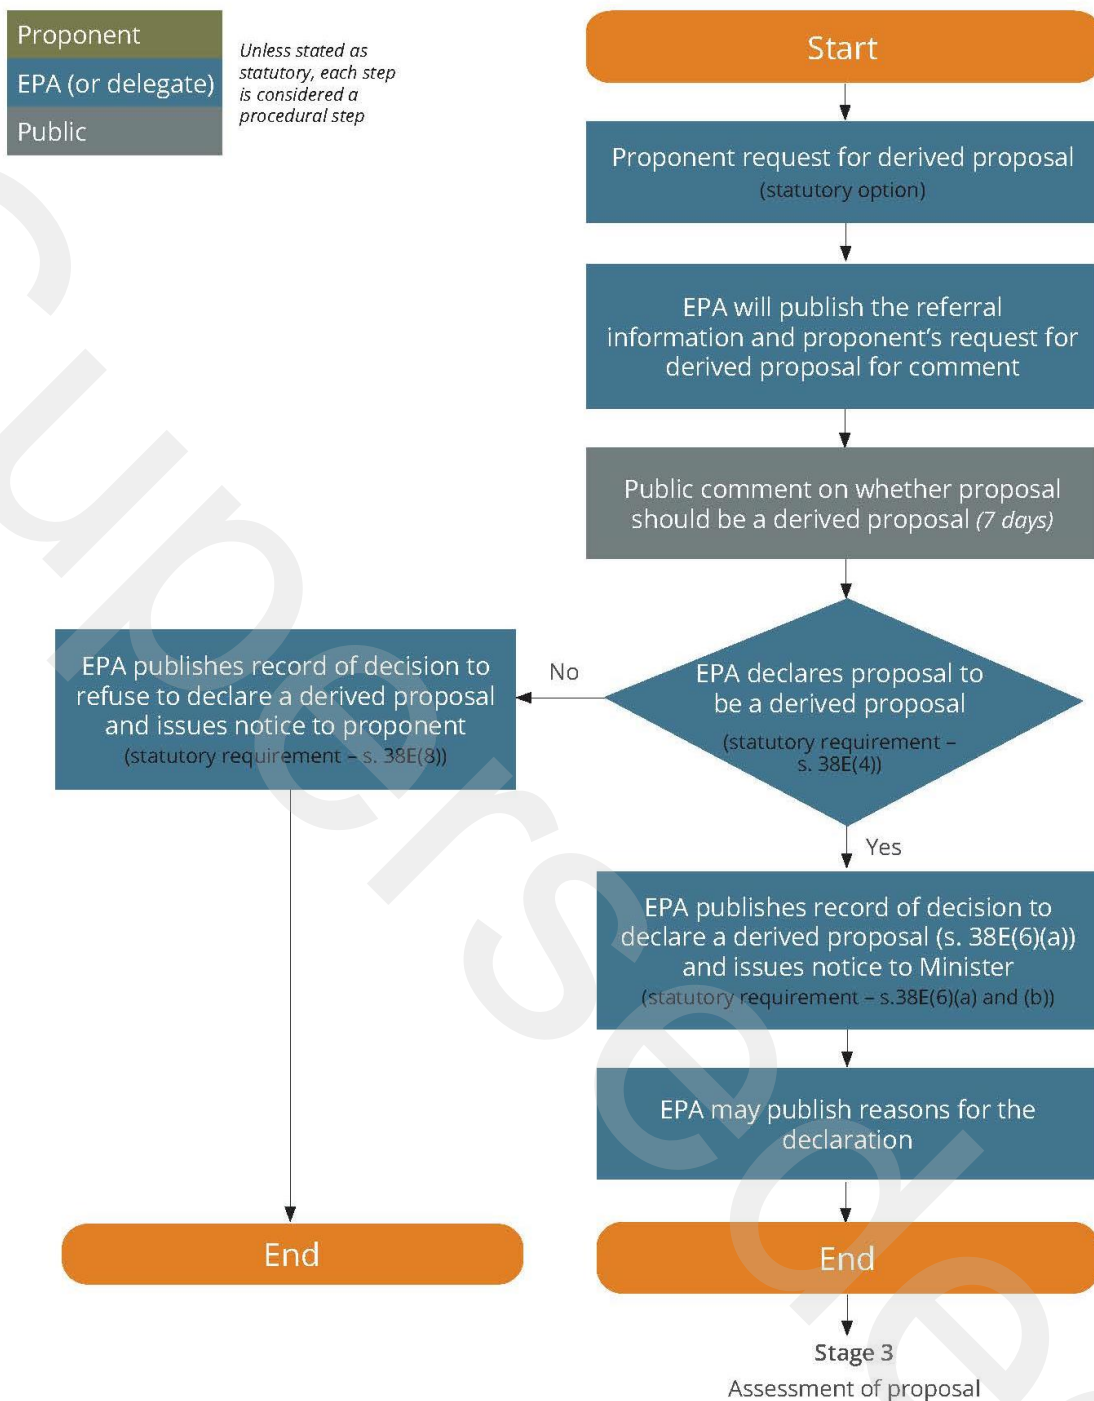 Proponent
EPA (or delegate)
Public
Unless stated as
statutory, each step
is considered a
procedural step
Start
Proponent request for derived proposal
(statutory option)
EPA will publish the referral
information and proponent’s request for
derived proposal for comment
Public comment on whether proposal
should be a derived proposal (7 days)
EPA declares proposal to
be a derived proposal
(statutory requirement –
s. 38E(4))
No
EPA publishes record of decision to
refuse to declare a derived proposal
and issues notice to proponent
(statutory requirement – s. 38E(8))
End
Yes
EPA publishes record of decision to
declare a derived proposal (s. 38E(6)(a))
and issues notice to Minister
(statutory requirement – s.38E(6)(a) and (b))
EPA may publish reasons for the
declaration
End
Stage 3
Assessment of proposal
Superseded